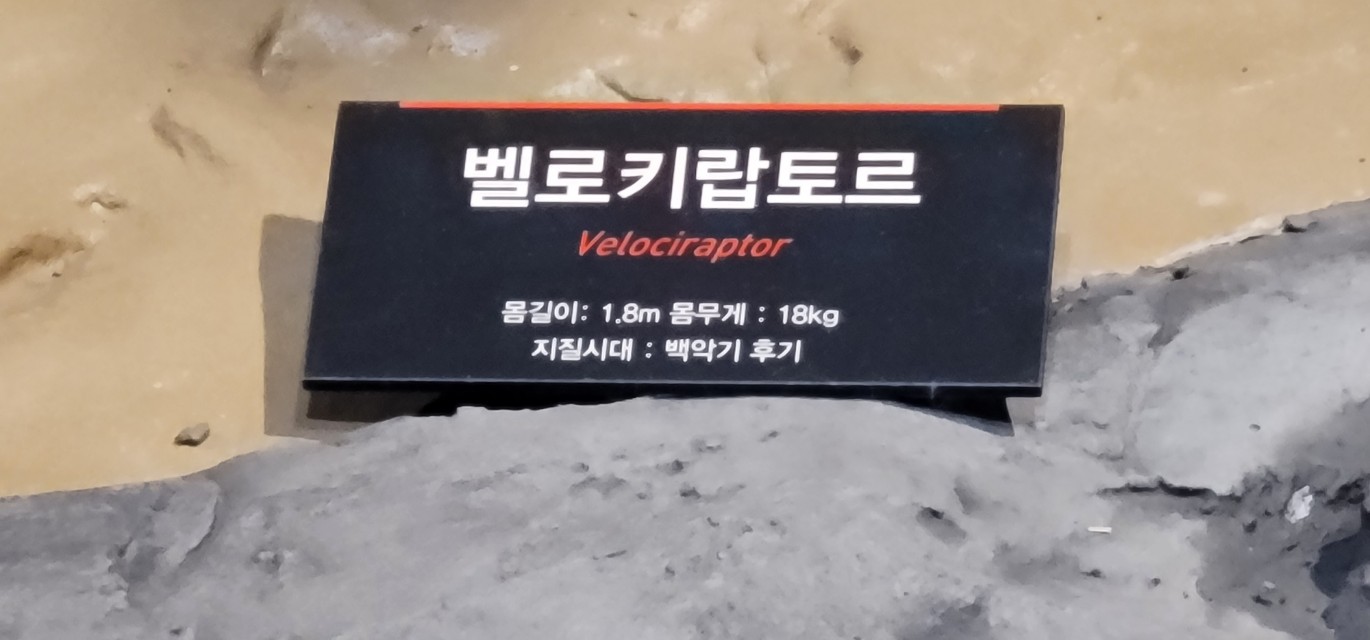 벨로키랍토르
Velociraptor
몸길이: 1.8m 몸무게 : 18kg
지질시대 : 백악기 후기